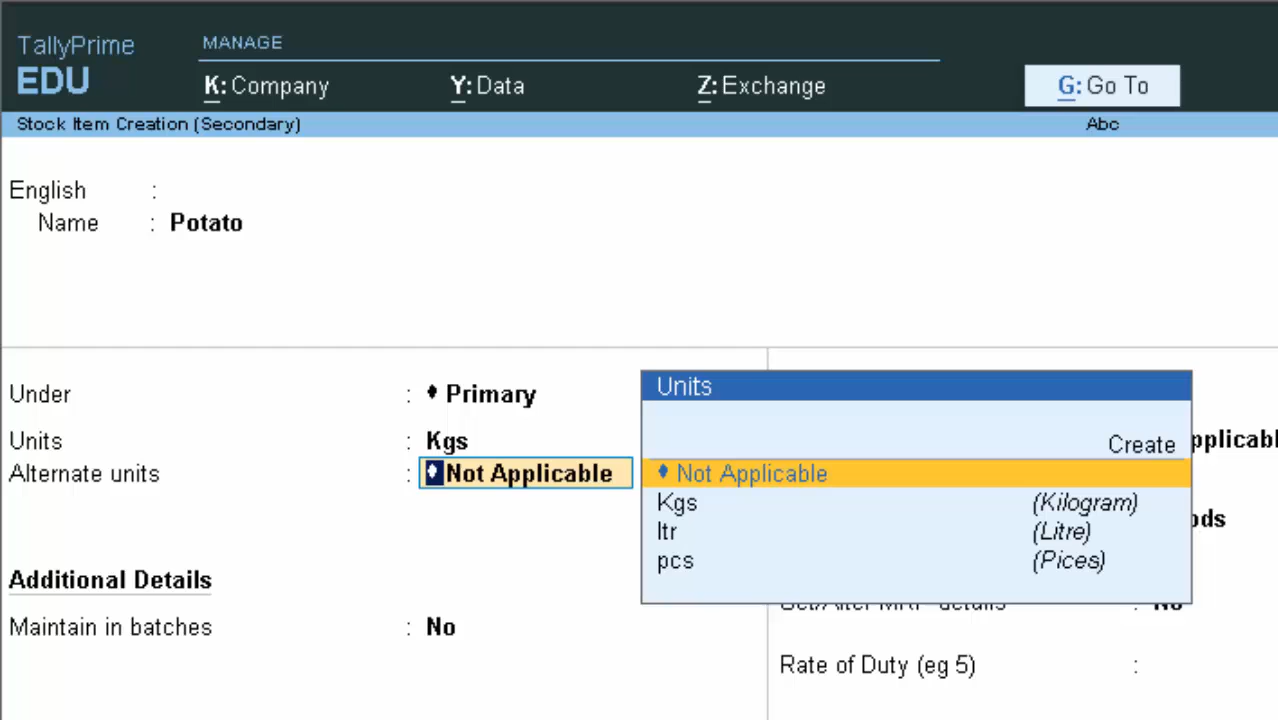 TallyPrime
EDU
MANAGE
K: Company
Y: Data
Z: Exchange
G: Go To
Stock Item Creation (Secondary)
Abc
English :
Name : Potato
Under : ♦ Primary
Units : Kgs
Alternate units : ♦ Not Applicable
Units
Create
♦ Not Applicable
Kgs (Kilogram)
ltr (Litre)
pcs (Pices)
Additional Details
Maintain in batches : No
details : No
Rate of Duty (eg 5) :